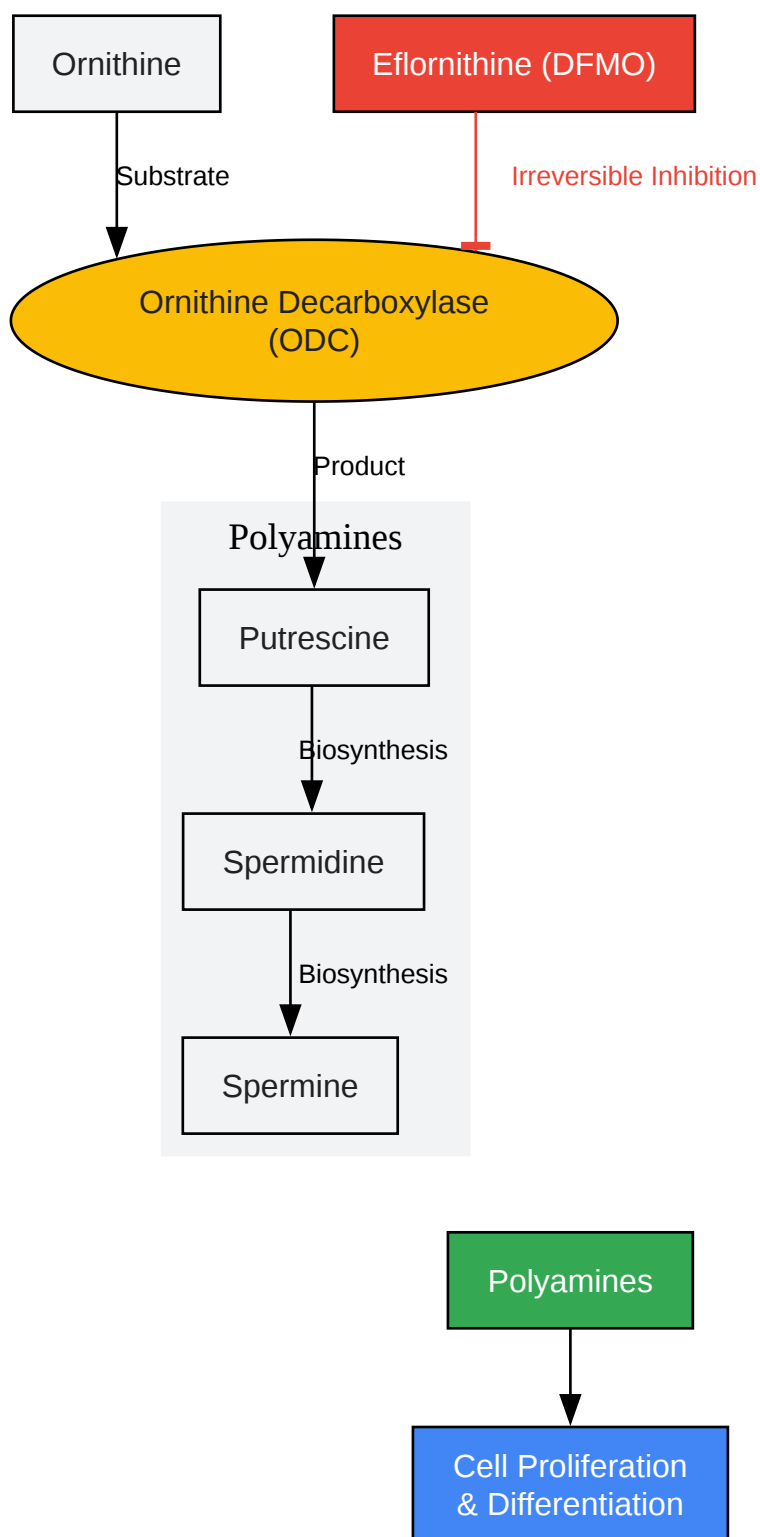 Ornithine
Eflornithine (DFMO)
Substrate
Irreversible Inhibition
Ornithine Decarboxylase
(ODC)
Product
Polyamines
Putrescine
Biosynthesis
Spermidine
Biosynthesis
Spermine
Polyamines
Cell Proliferation
& Differentiation